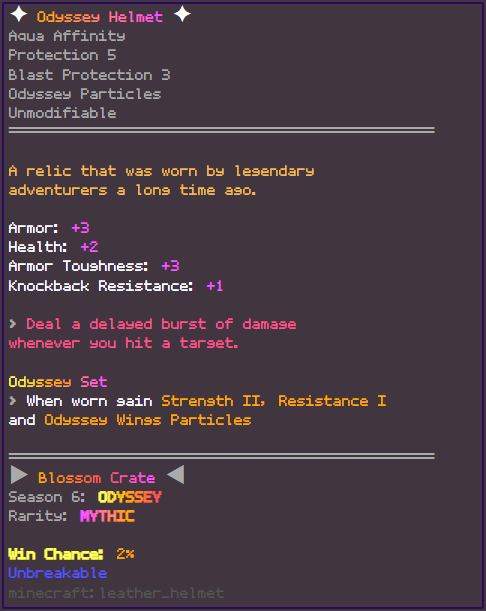 ✦ Odyssey Helmet ✦
Aqua Affinity
Protection 5
Blast Protection 3
Odyssey Particles
Unmodifiable
A relic that was worn by legendary
adventurers a long time ago.
Armor: +3
Health: +2
Armor Toughness: +3
Knockback Resistance: +1
> Deal a delayed burst of damage
whenever you hit a target.
Odyssey Set
> When worn gain Strength II, Resistance I
and Odyssey Wings Particles
▶ Blossom Crate ◀
Season 6: ODYSSEY
Rarity: MYTHIC
Win Chance: 2%
Unbreakable
minecraft:leather_helmet